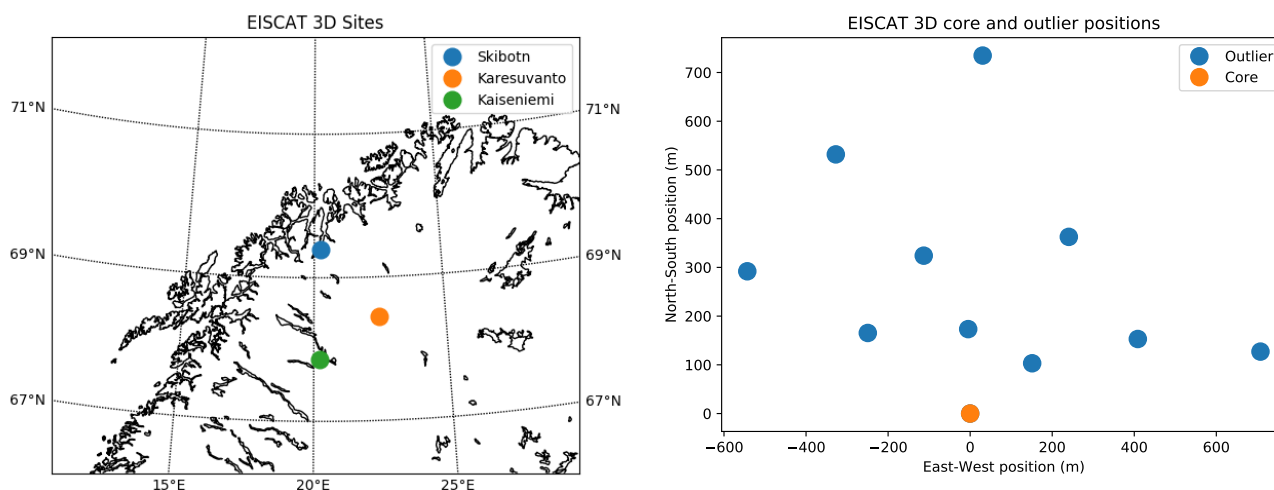 EISCAT 3D Sites
Skibotn
Karesuvanto
Kaiseniemi
71°N 71°N
69°N 69°N
67°N 67°N
15°E 20°E 25°E
EISCAT 3D core and outlier positions
Outlier
Core
North-South position (m)
700
600
500
400
300
200
100
0
−600 −400 −200 0 200 400 600
East-West position (m)